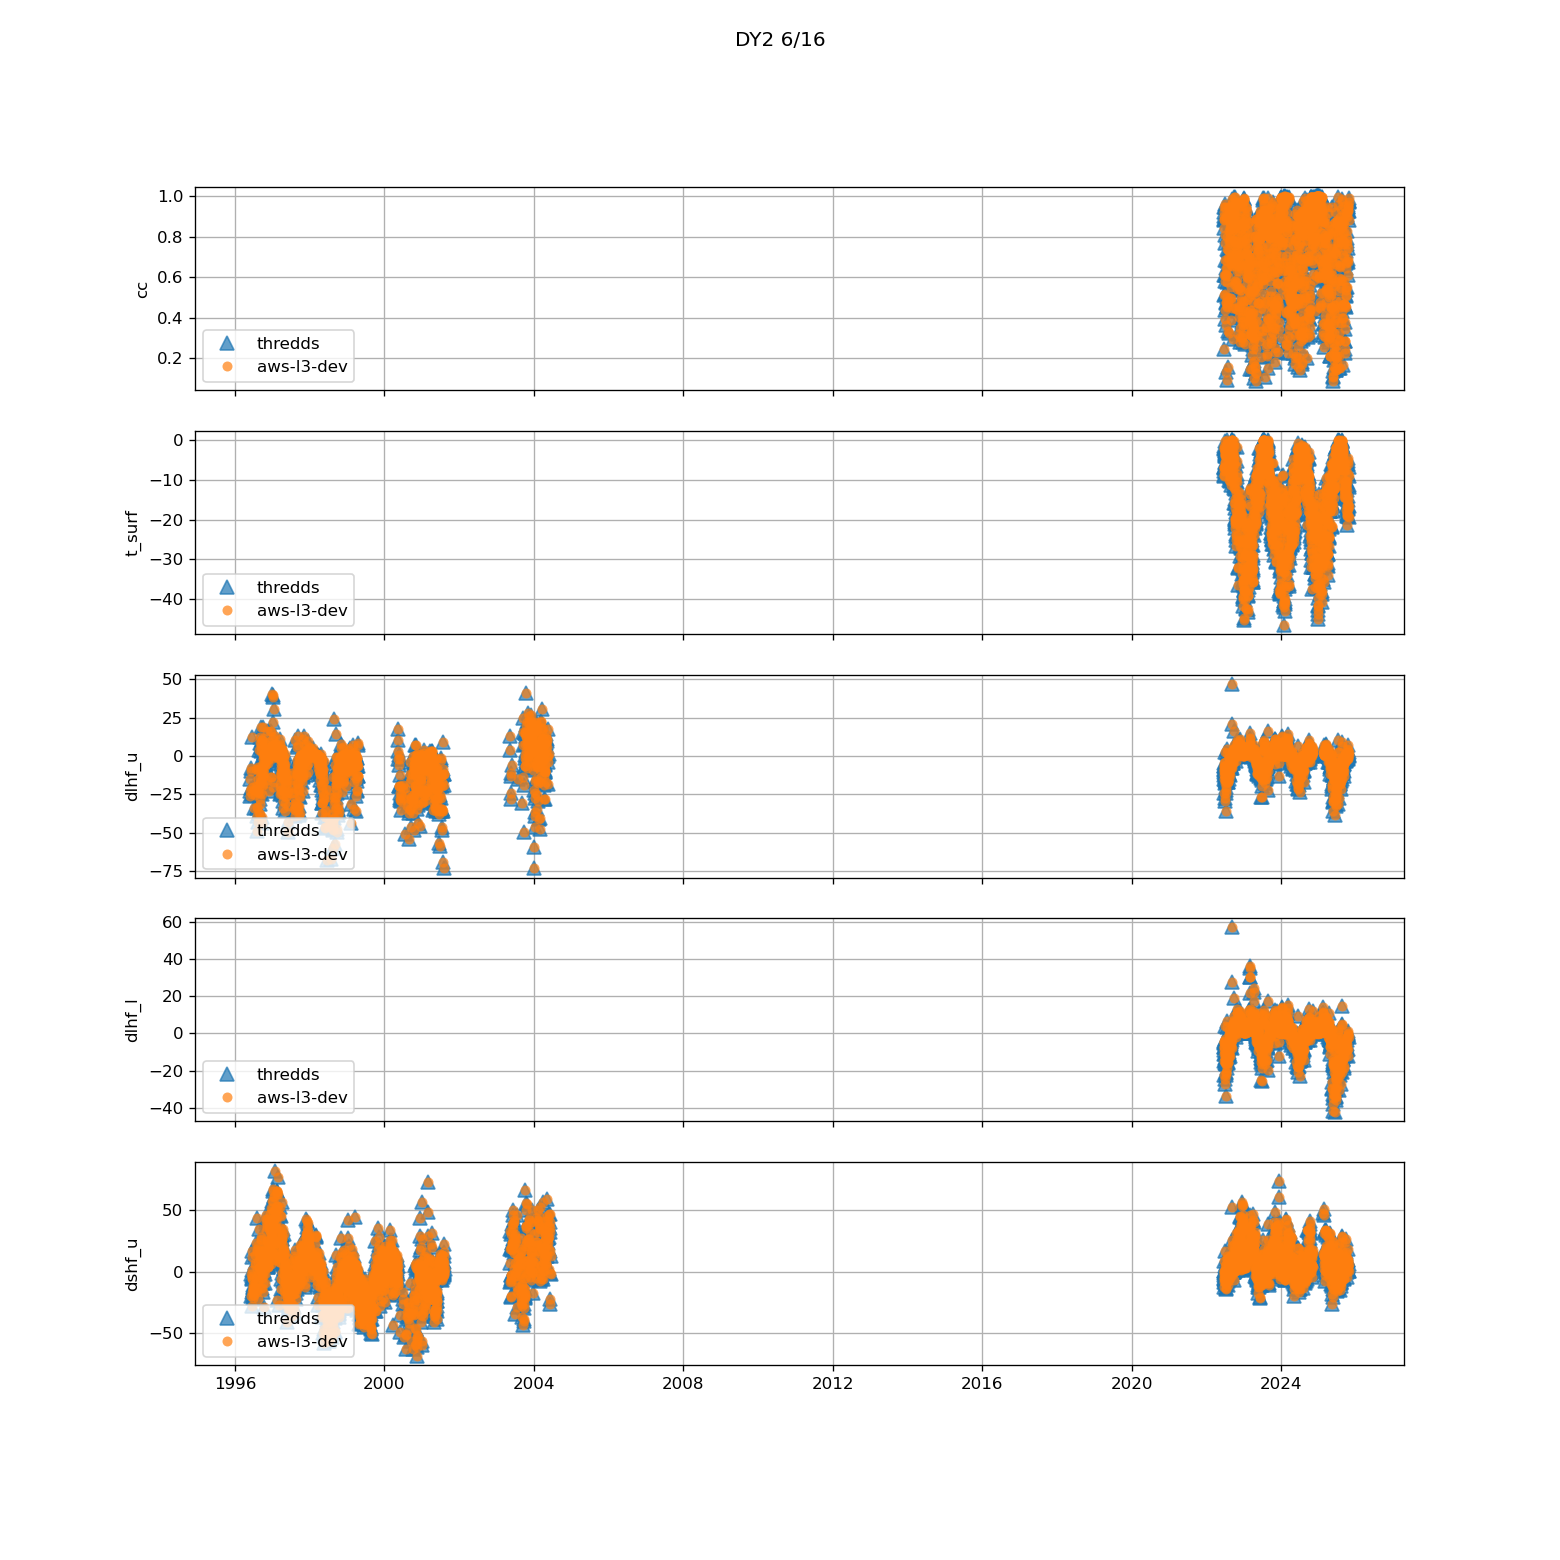 DY2 6/16
1.0
0.8
0.6
0.4
0.2
cc
thredds
aws-l3-dev
0
−10
−20
−30
−40
t_surf
thredds
aws-l3-dev
50
25
0
−25
−50
−75
dlhf_u
thredds
aws-l3-dev
60
40
20
0
−20
−40
dlhf_l
thredds
aws-l3-dev
50
0
−50
dshf_u
thredds
aws-l3-dev
1996 2000 2004 2008 2012 2016 2020 2024